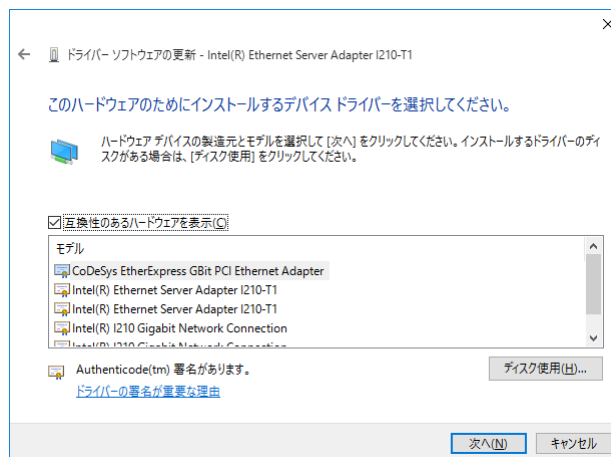 ドライバー ソフトウェアの更新 - Intel(R) Ethernet Server Adapter I210-T1
このハードウェアのためにインストールするデバイス ドライバーを選択してください。
ハードウェア デバイスの製造元とモデルを選択して [次へ] をクリックしてください。インストールするドライバーのディ
スクがある場合は、[ディスク使用] をクリックしてください。
互換性のあるハードウェアを表示(C)
モデル
CoDeSys EtherExpress GBit PCI Ethernet Adapter
Intel(R) Ethernet Server Adapter I210-T1
Intel(R) Ethernet Server Adapter I210-T1
Intel(R) I210 Gigabit Network Connection
Intel(R) I210 Gigabit Network Connection
Authenticode(tm) 署名があります。
ディスク使用(H)...
ドライバーの署名が重要な理由
次へ(N)
キャンセル